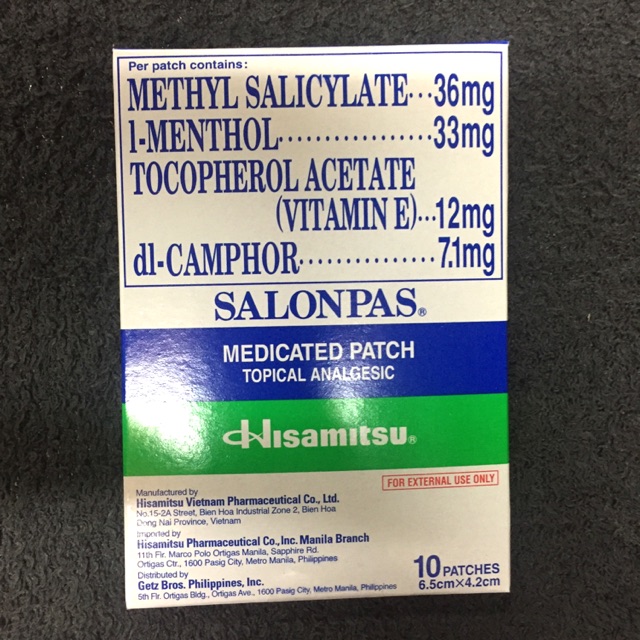 Per patch contains:
METHYL SALICYLATE...36mg
l-MENTHOL.................33mg
TOCOPHEROL ACETATE
(VITAMIN E)...12mg
dl-CAMPHOR...............7.1mg
SALONPAS®
MEDICATED PATCH
TOPICAL ANALGESIC
Hisamitsu®
FOR EXTERNAL USE ONLY
Manufactured by
Hisamitsu Vietnam Pharmaceutical Co., Ltd.
No.15-2A Street, Bien Hoa Industrial Zone 2, Bien Hoa
Dong Nai Province, Vietnam
Imported by
Hisamitsu Pharmaceutical Co., Inc. Manila Branch
11th Flr. Marco Polo Ortigas Manila, Sapphire Rd.
Ortigas Ctr., 1600 Pasig City, Metro Manila, Philippines
Distributed by
Getz Bros. Philippines, Inc.
5th Flr. Ortigas Bldg., Ortigas Ave., 1600 Pasig City, Metro Manila, Philippines
10 PATCHES
6.5cm×4.2cm